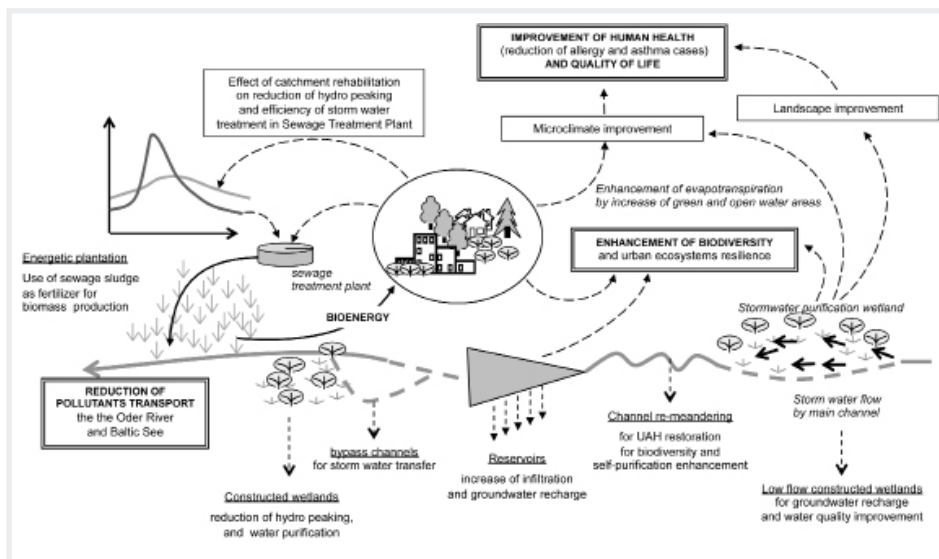 IMPROVEMENT OF HUMAN HEALTH
(reduction of allergy and asthma cases)
AND QUALITY OF LIFE
Effect of catchment rehabilitation
on reduction of hydro peaking
and efficiency of storm water
treatment in Sewage Treatment Plant
Landscape improvement
Microclimate improvement
Enhancement of evapotranspiration
by increase of green and open water areas
ENHANCEMENT OF BIODIVERSITY
and urban ecosystems resilience
Energetic plantation
Use of sewage sludge
as fertilizer for
biomass production
sewage
treatment plant
BIOENERGY
Stormwater purification wetland
REDUCTION OF
POLLUTANTS TRANSPORT
the the Oder River
and Baltic See
Storm water flow
by main channel
bypass channels
for storm water transfer
Constructed wetlands
reduction of hydro peaking,
and water purification
Reservoirs
increase of infiltration
and groundwater recharge
Channel re-meandering
for UAH restoration
for biodiversity and
self-purification enhancement
Low flow constructed wetlands
for groundwater recharge
and water quality improvement